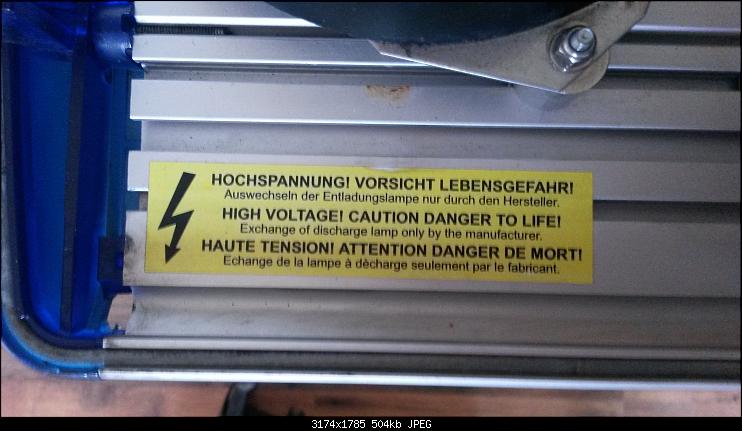 HOCHSPANNUNG! VORSICHT LEBENSGEFAHR!
Auswechseln der Entladungslampe nur durch den Hersteller.
HIGH VOLTAGE! CAUTION DANGER TO LIFE!
Exchange of discharge lamp only by the manufacturer.
HAUTE TENSION! ATTENTION DANGER DE MORT!
Echange de la lampe à dècharge seulement par le fabricant.
3174x1785 504kb JPEG